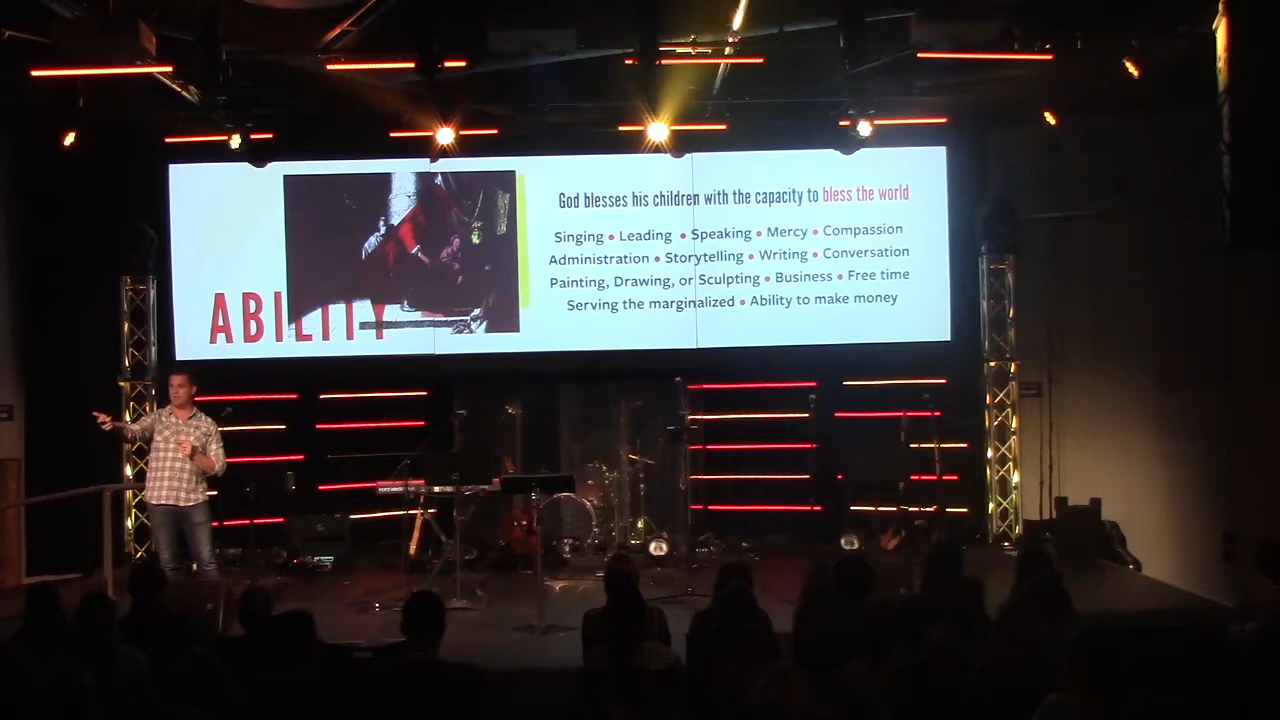 God blesses his children with the capacity to bless the world
Singing • Leading • Speaking • Mercy • Compassion
Administration • Storytelling • Writing • Conversation
Painting, Drawing, or Sculpting • Business • Free time
Serving the marginalized • Ability to make money
ABILITY